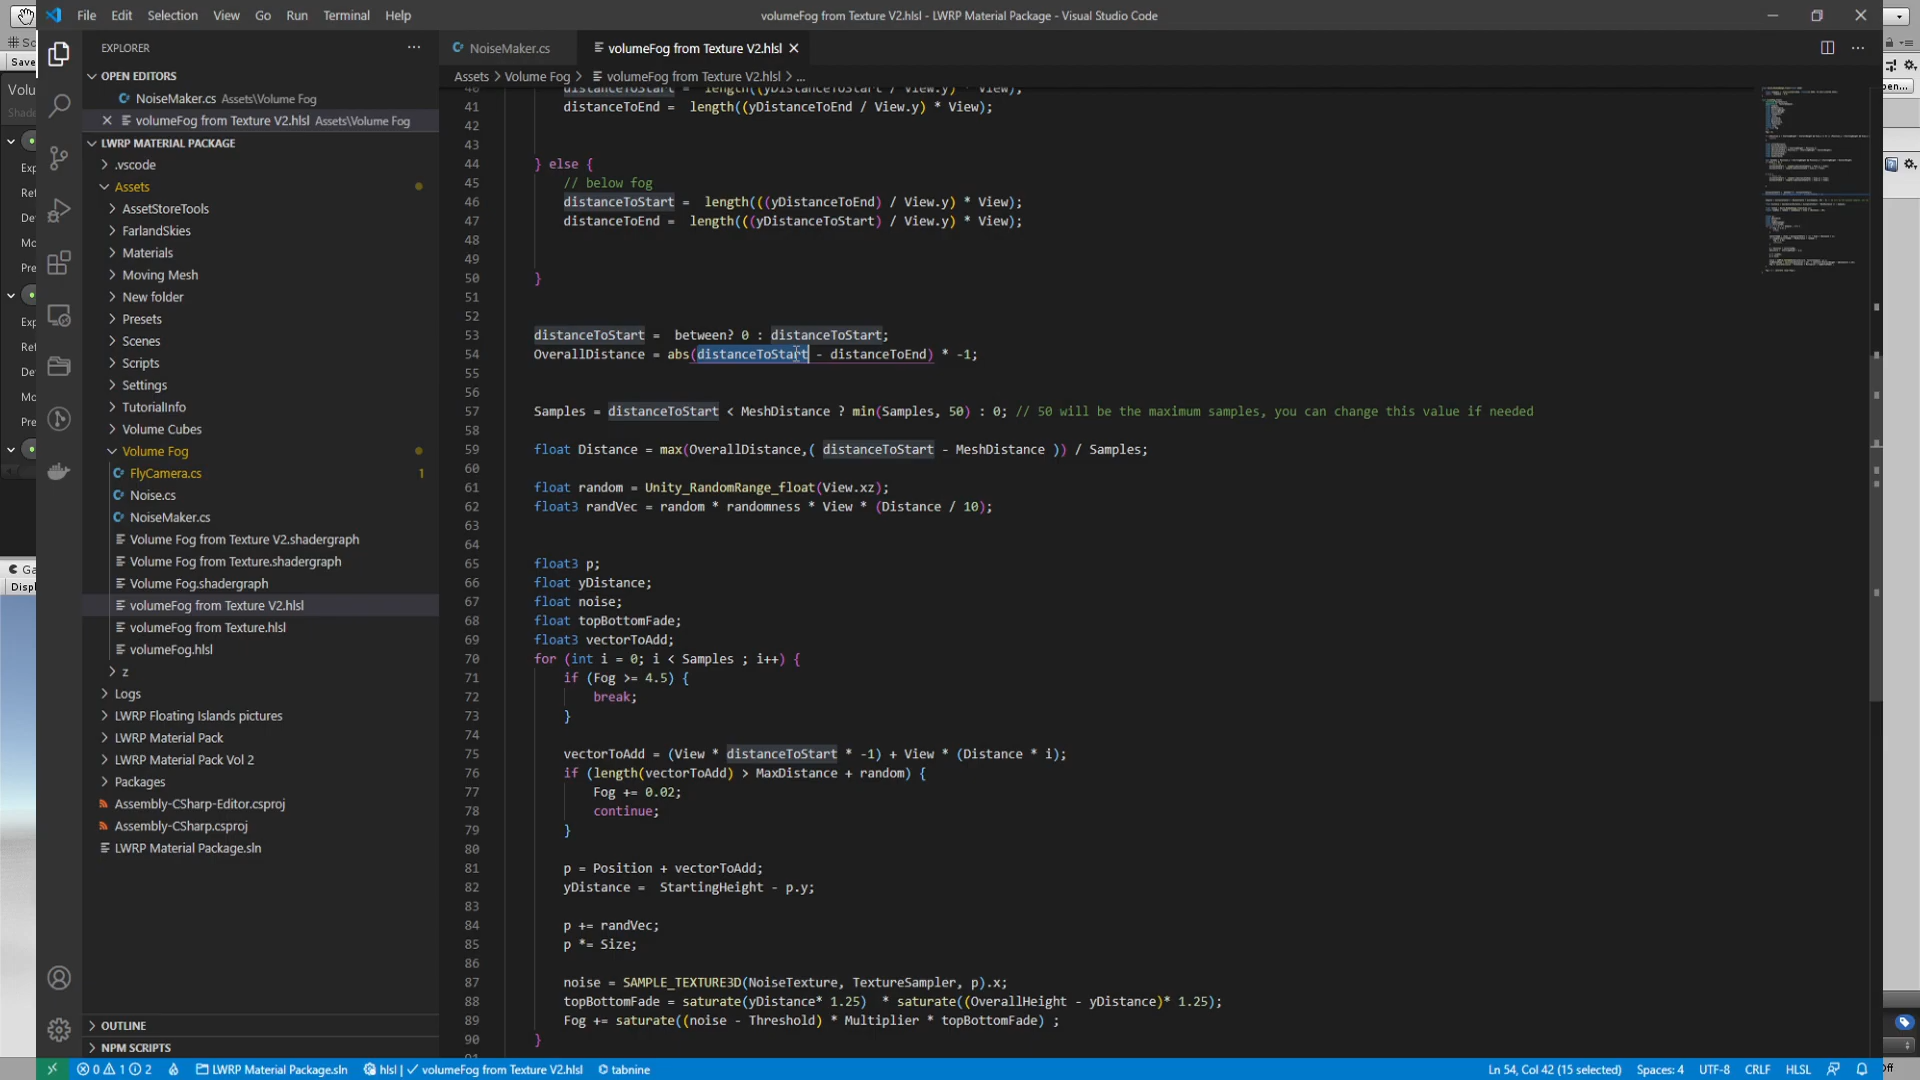 File Edit Selection View Go Run Terminal Help
volumeFog from Texture V2.hlsl - LWRP Material Package - Visual Studio Code
EXPLORER
OPEN EDITORS
NoiseMaker.cs Assets\Volume Fog
volumeFog from Texture V2.hlsl Assets\Volume Fog
LWRP MATERIAL PACKAGE
.vscode
Assets
AssetStoreTools
FarlandSkies
Materials
Moving Mesh
New folder
Presets
Scenes
Scripts
Settings
TutorialInfo
Volume Cubes
Volume Fog
FlyCamera.cs 1
Noise.cs
NoiseMaker.cs
Volume Fog from Texture V2.shadergraph
Volume Fog from Texture.shadergraph
Volume Fog.shadergraph
volumeFog from Texture V2.hlsl
volumeFog from Texture.hlsl
volumeFog.hlsl
z
Logs
LWRP Floating Islands pictures
LWRP Material Pack
LWRP Material Pack Vol 2
Packages
Assembly-CSharp-Editor.csproj
Assembly-CSharp.csproj
LWRP Material Package.sln
OUTLINE
NPM SCRIPTS
NoiseMaker.cs volumeFog from Texture V2.hlsl
Assets > Volume Fog > volumeFog from Texture V2.hlsl > ...
40 distanceToStart = length((yDistanceToStart / View.y) * View);
41 distanceToEnd = length((yDistanceToEnd / View.y) * View);
42
43
44 } else {
45 // below fog
46 distanceToStart = length(((yDistanceToEnd) / View.y) * View);
47 distanceToEnd = length(((yDistanceToStart) / View.y) * View);
48
49
50 }
51
52
53 distanceToStart = between? 0 : distanceToStart;
54 OverallDistance = abs(distanceToStart - distanceToEnd) * -1;
55
56
57 Samples = distanceToStart < MeshDistance ? min(Samples, 50) : 0; // 50 will be the maximum samples, you can change this value if needed
58
59 float Distance = max(OverallDistance,( distanceToStart - MeshDistance )) / Samples;
60
61 float random = Unity_RandomRange_float(View.xz);
62 float3 randVec = random * randomness * View * (Distance / 10);
63
64
65 float3 p;
66 float yDistance;
67 float noise;
68 float topBottomFade;
69 float3 vectorToAdd;
70 for (int i = 0; i < Samples ; i++) {
71 if (Fog >= 4.5) {
72 break;
73 }
74
75 vectorToAdd = (View * distanceToStart * -1) + View * (Distance * i);
76 if (length(vectorToAdd) > MaxDistance + random) {
77 Fog += 0.02;
78 continue;
79 }
80
81 p = Position + vectorToAdd;
82 yDistance = StartingHeight - p.y;
83
84 p += randVec;
85 p *= Size;
86
87 noise = SAMPLE_TEXTURE3D(NoiseTexture, TextureSampler, p).x;
88 topBottomFade = saturate(yDistance* 1.25) * saturate((OverallHeight - yDistance)* 1.25);
89 Fog += saturate((noise - Threshold) * Multiplier * topBottomFade) ;
90 }
0 1 2 LWRP Material Package.sln hlsl | ✓ volumeFog from Texture V2.hlsl tabnine
Ln 54, Col 42 (15 selected) Spaces: 4 UTF-8 CRLF HLSL